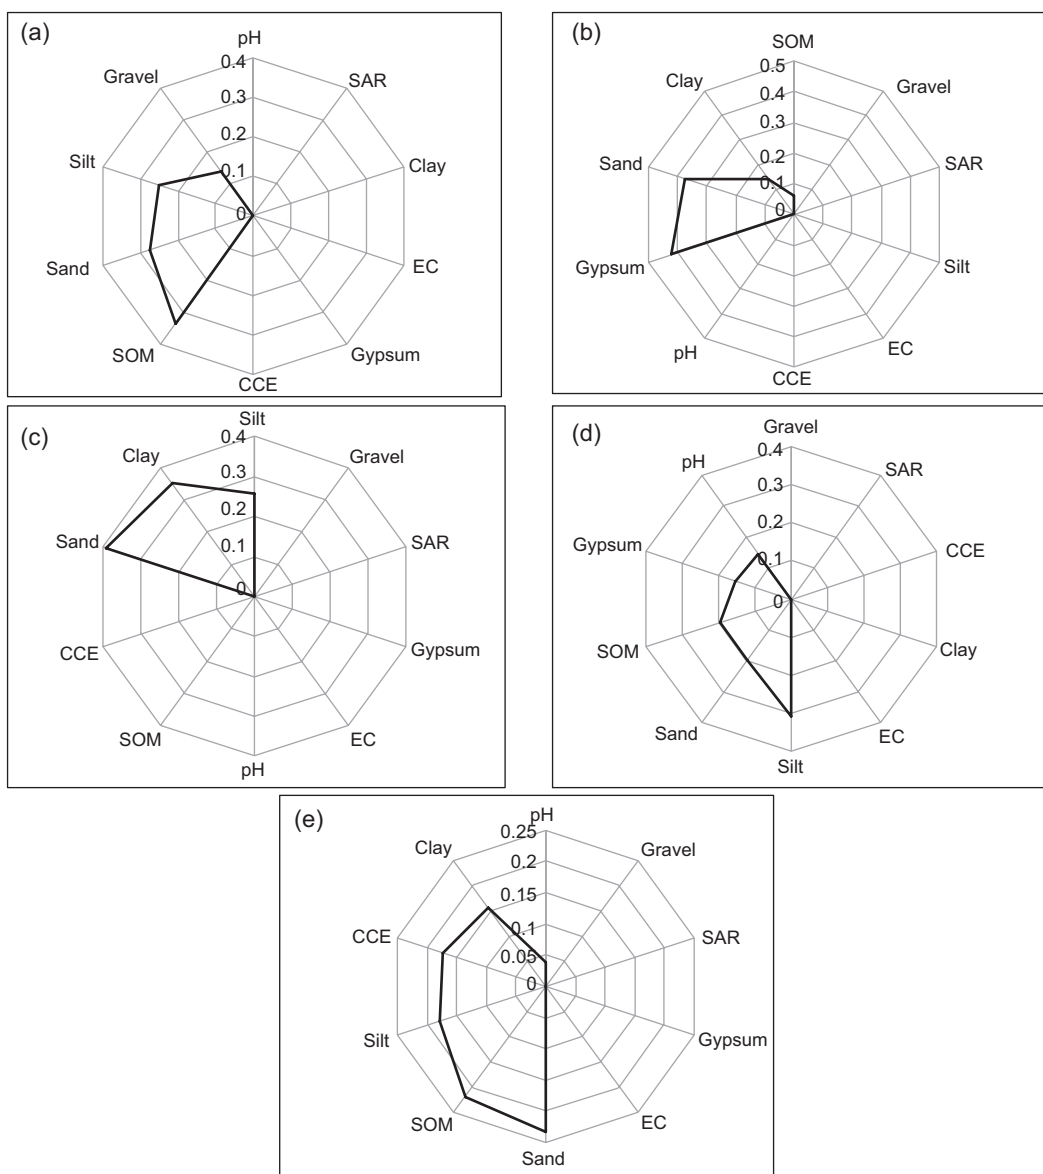 (a)
pH
0.4
Gravel
SAR
0.3
0.2
Silt
Clay
0.1
0
Sand
EC
SOM
Gypsum
CCE
(b)
SOM
0.5
Clay
Gravel
0.4
0.3
Sand
SAR
0.2
0.1
0
Gypsum
Silt
pH
EC
CCE
(c)
Silt
0.4
Clay
Gravel
0.3
0.2
Sand
SAR
0.1
0
CCE
Gypsum
SOM
EC
pH
(d)
Gravel
0.4
pH
SAR
0.3
0.2
Gypsum
CCE
0.1
0
SOM
Clay
Sand
EC
Silt
(e)
pH
0.25
Clay
Gravel
0.2
0.15
CCE
SAR
0.1
0.05
0
Silt
Gypsum
SOM
EC
Sand